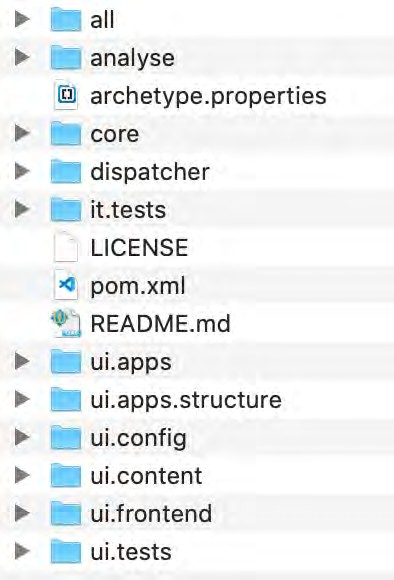 all
analyse
archetype.properties
core
dispatcher
it.tests
LICENSE
pom.xml
README.md
ui.apps
ui.apps.structure
ui.config
ui.content
ui.frontend
ui.tests